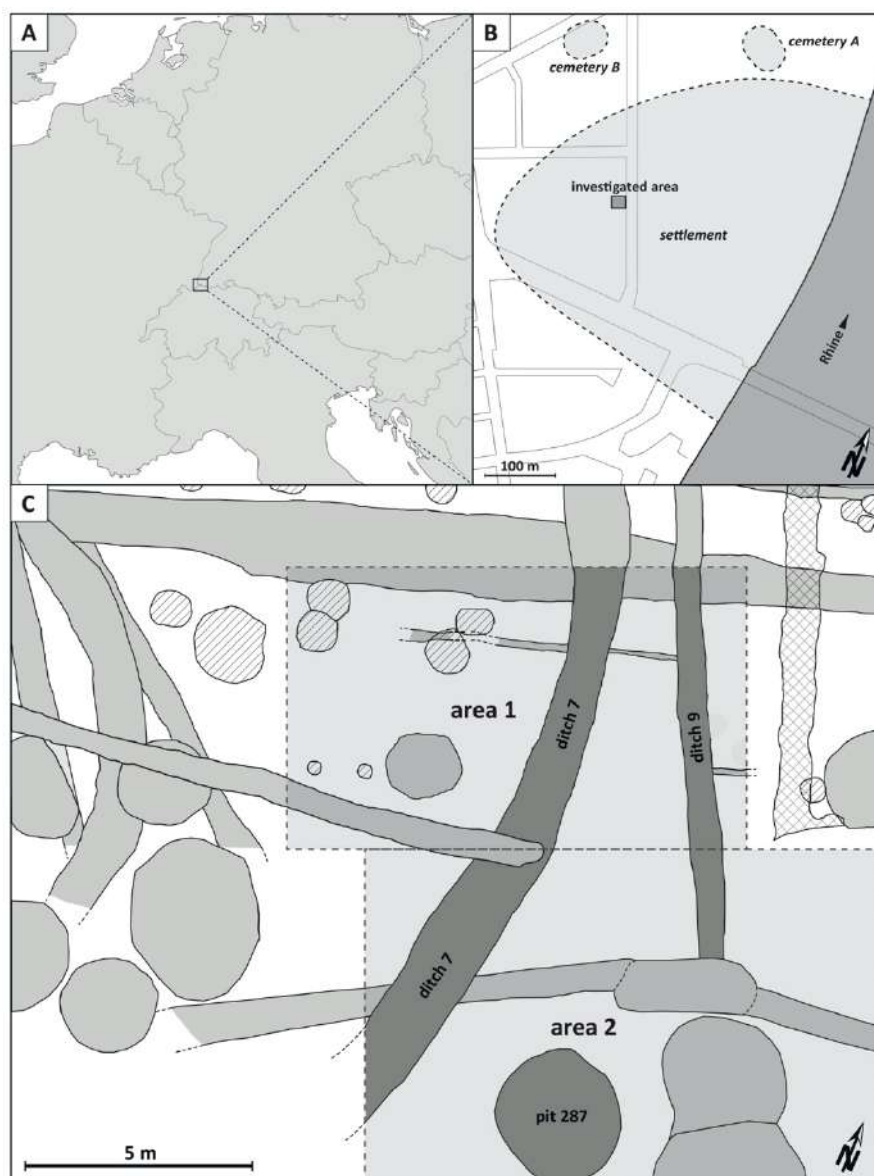 A
B
cemetery B
cemetery A
investigated area
settlement
Rhine
100 m
N
C
area 1
ditch 7
ditch 9
ditch 7
area 2
pit 287
5 m
N